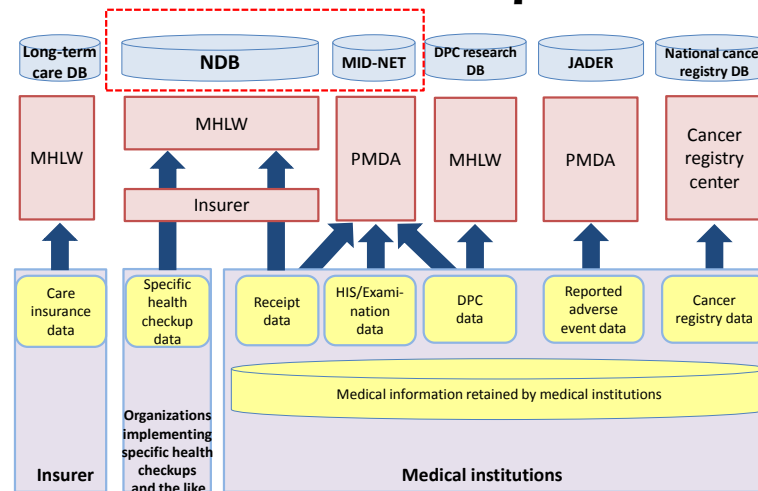 Long-term
care DB
NDB
MID-NET
DPC research
DB
JADER
National cancer
registry DB
MHLW
MHLW
Insurer
PMDA
MHLW
PMDA
Cancer
registry
center
Care
insurance
data
Specific
health
checkup
data
Receipt
data
HIS/Exami-
nation
data
DPC
data
Reported
adverse
event data
Cancer
registry data
Medical information retained by medical institutions
Insurer
Organizations
implementing
specific health
checkups
and the like
Medical institutions